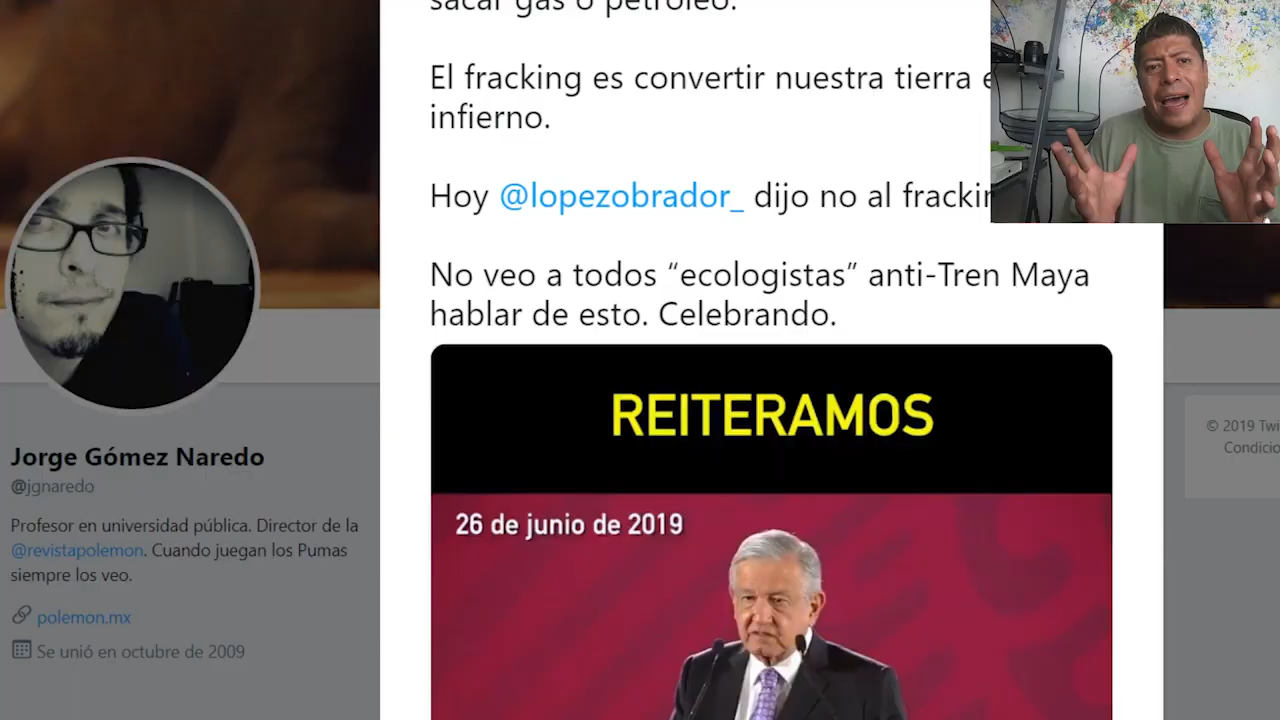 sacar gas o petróleo.
El fracking es convertir nuestra tierra
infierno.
Hoy @lopezobrador_ dijo no al
No veo a todos “ecologistas” anti-Tren Maya
hablar de esto. Celebrando.
REITERAMOS
26 de junio de 2019
Jorge Gómez Naredo
@jgnaredo
Profesor en universidad pública. Director de la
@revistapolemon. Cuando juegan los Pumas
siempre los veo.
polemon.mx
Se unió en octubre de 2009
© 2019